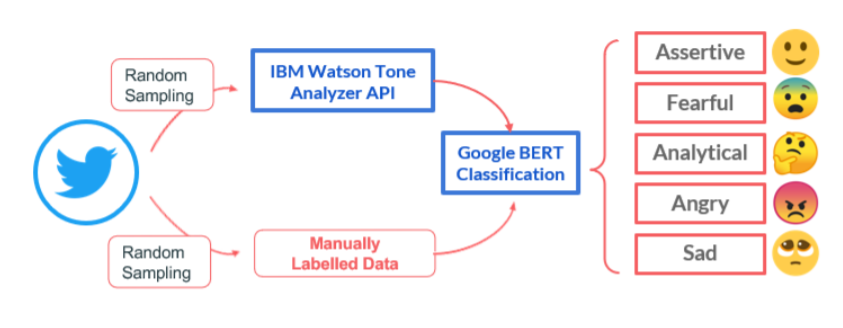 Random
Sampling
IBM Watson Tone
Analyzer API
Google BERT
Classification
Random
Sampling
Manually
Labelled Data
Assertive
Fearful
Analytical
Angry
Sad